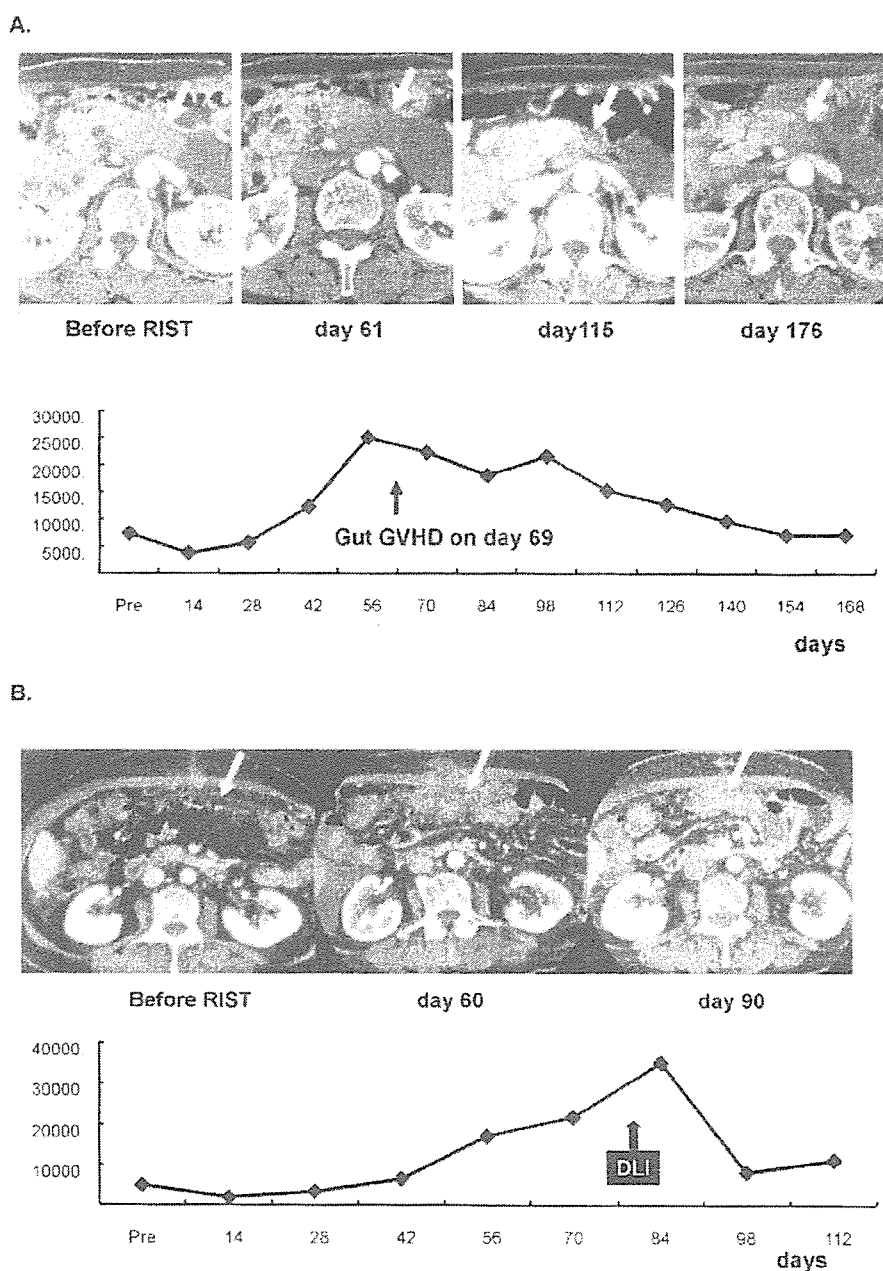 A.
Before RIST day 61 day115 day 176
30000.
25000.
20000.
15000.
10000.
5000.
Gut GVHD on day 69
Pre 14 28 42 56 70 84 98 112 126 140 154 168
days
B.
Before RIST day 60 day 90
40000.
30000.
20000.
10000.
DLI
Pre 14 28 42 56 70 84 98 112
days